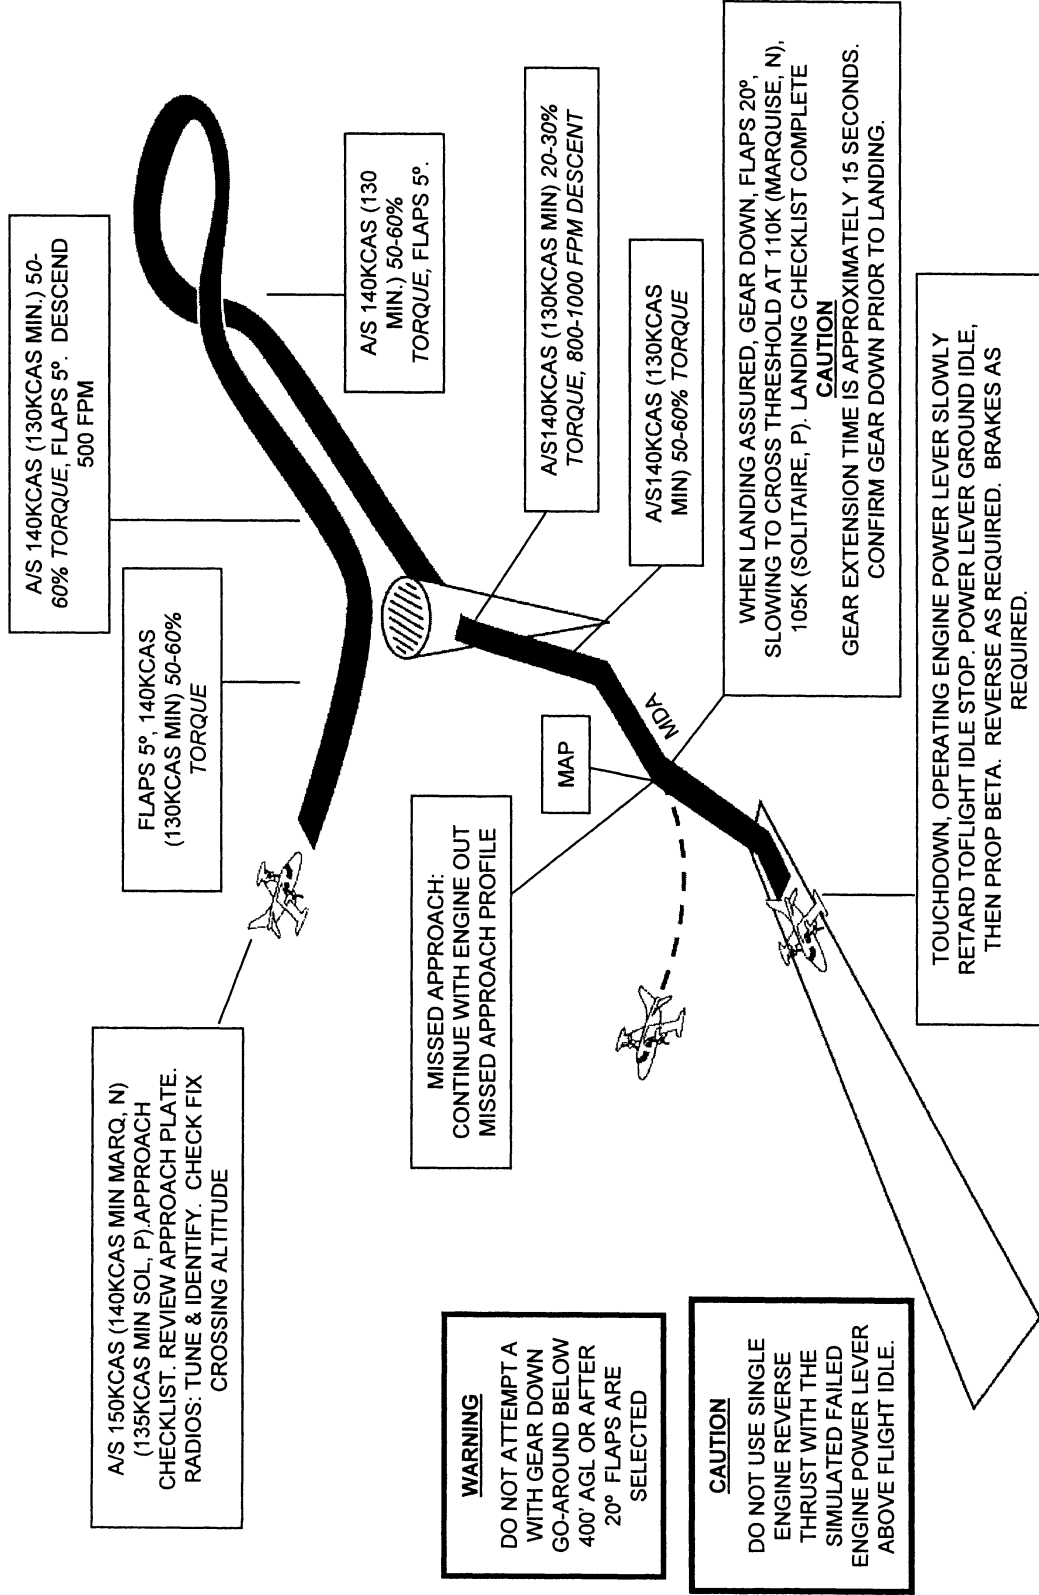 A/S 150KCAS (140KCAS MIN MARQ, N)
(135KCAS MIN SOL, P).APPROACH
CHECKLIST. REVIEW APPROACH PLATE.
RADIOS: TUNE & IDENTIFY. CHECK FIX
CROSSING ALTITUDE
FLAPS 5º, 140KCAS
(130KCAS MIN) 50-60%
TORQUE
A/S 140KCAS (130KCAS MIN.) 50-
60% TORQUE, FLAPS 5º. DESCEND
500 FPM
A/S 140KCAS (130
MIN.) 50-60%
TORQUE, FLAPS 5º.
A/S140KCAS (130KCAS MIN) 20-30%
TORQUE, 800-1000 FPM DESCENT
A/S140KCAS (130KCAS
MIN) 50-60% TORQUE
MDA
MAP
MISSED APPROACH:
CONTINUE WITH ENGINE OUT
MISSED APPROACH PROFILE
WHEN LANDING ASSURED, GEAR DOWN, FLAPS 20º,
SLOWING TO CROSS THRESHOLD AT 110K (MARQUISE, N),
105K (SOLITAIRE, P). LANDING CHECKLIST COMPLETE
CAUTION
GEAR EXTENSION TIME IS APPROXIMATELY 15 SECONDS.
CONFIRM GEAR DOWN PRIOR TO LANDING.
TOUCHDOWN, OPERATING ENGINE POWER LEVER SLOWLY
RETARD TOFLIGHT IDLE STOP. POWER LEVER GROUND IDLE,
THEN PROP BETA. REVERSE AS REQUIRED. BRAKES AS
REQUIRED.
WARNING
DO NOT ATTEMPT A
WITH GEAR DOWN
GO-AROUND BELOW
400' AGL OR AFTER
20º FLAPS ARE
SELECTED
CAUTION
DO NOT USE SINGLE
ENGINE REVERSE
THRUST WITH THE
SIMULATED FAILED
ENGINE POWER LEVER
ABOVE FLIGHT IDLE.